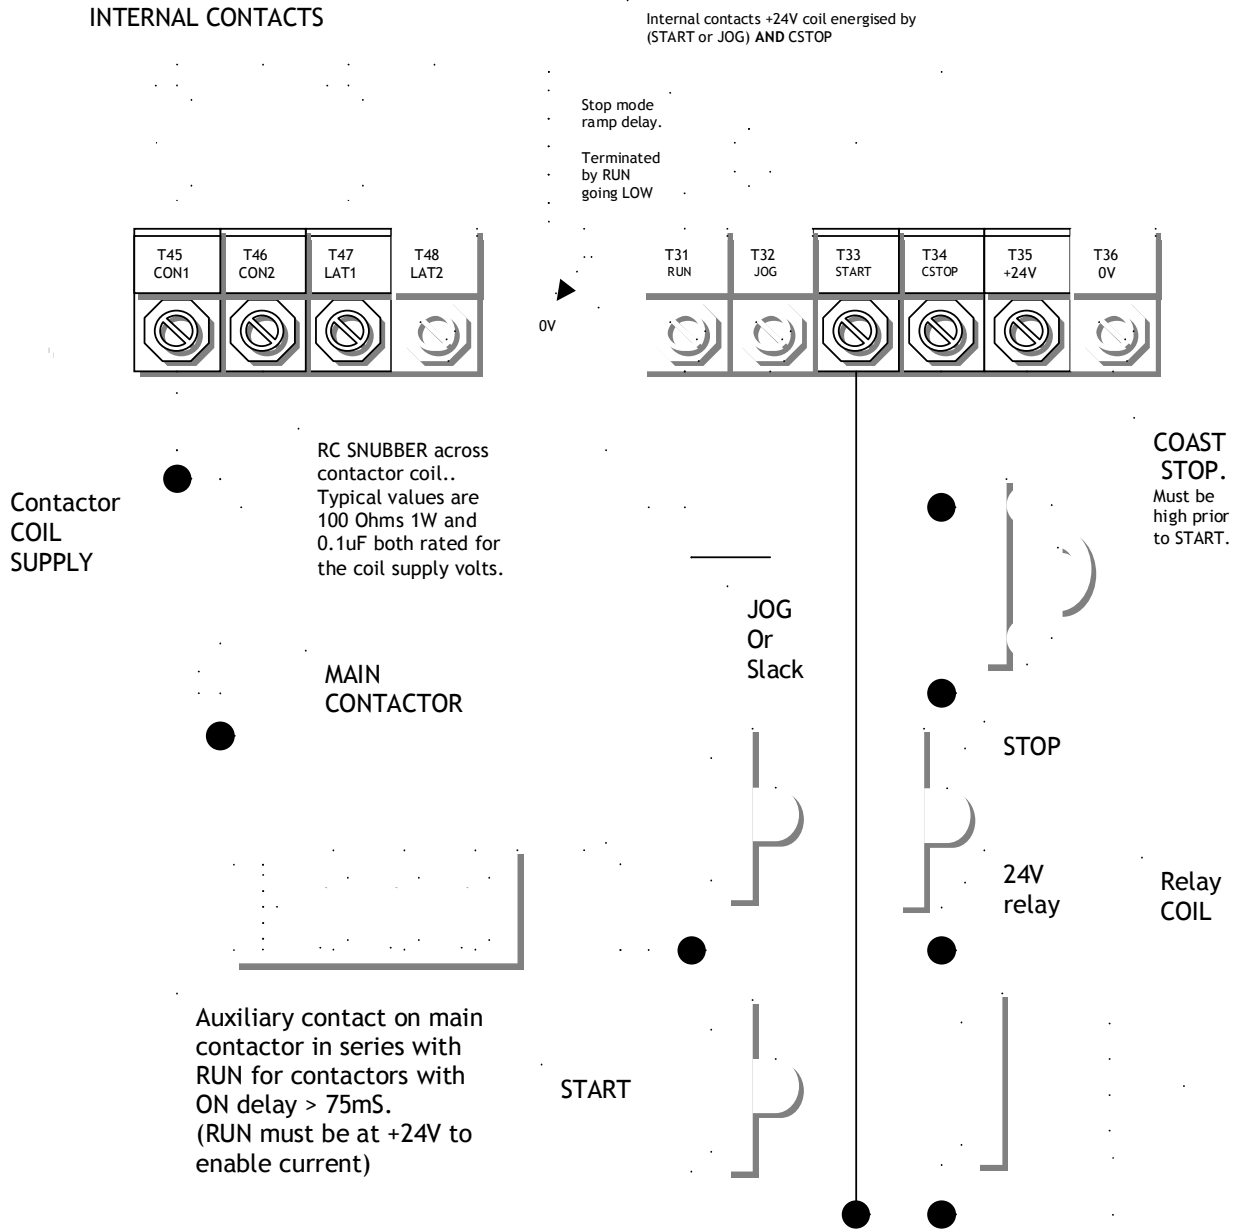 INTERNAL CONTACTS
Internal contacts +24V coil energised by
(START or JOG) AND CSTOP
Stop mode
ramp delay.
Terminated
by RUN
going LOW
T45
CON1
T46
CON2
T47
LAT1
T48
LAT2
0V
T31
RUN
T32
JOG
T33
START
T34
CSTOP
T35
+24V
T36
0V
Contactor
COIL
SUPPLY
RC SNUBBER across
contactor coil..
Typical values are
100 Ohms 1W and
0.1uF both rated for
the coil supply volts.
COAST
STOP.
Must be
high prior
to START.
JOG
Or
Slack
MAIN
CONTACTOR
STOP
24V
relay
Relay
COIL
Auxiliary contact on main
contactor in series with
RUN for contactors with
ON delay > 75mS.
(RUN must be at +24V to
enable current)
START